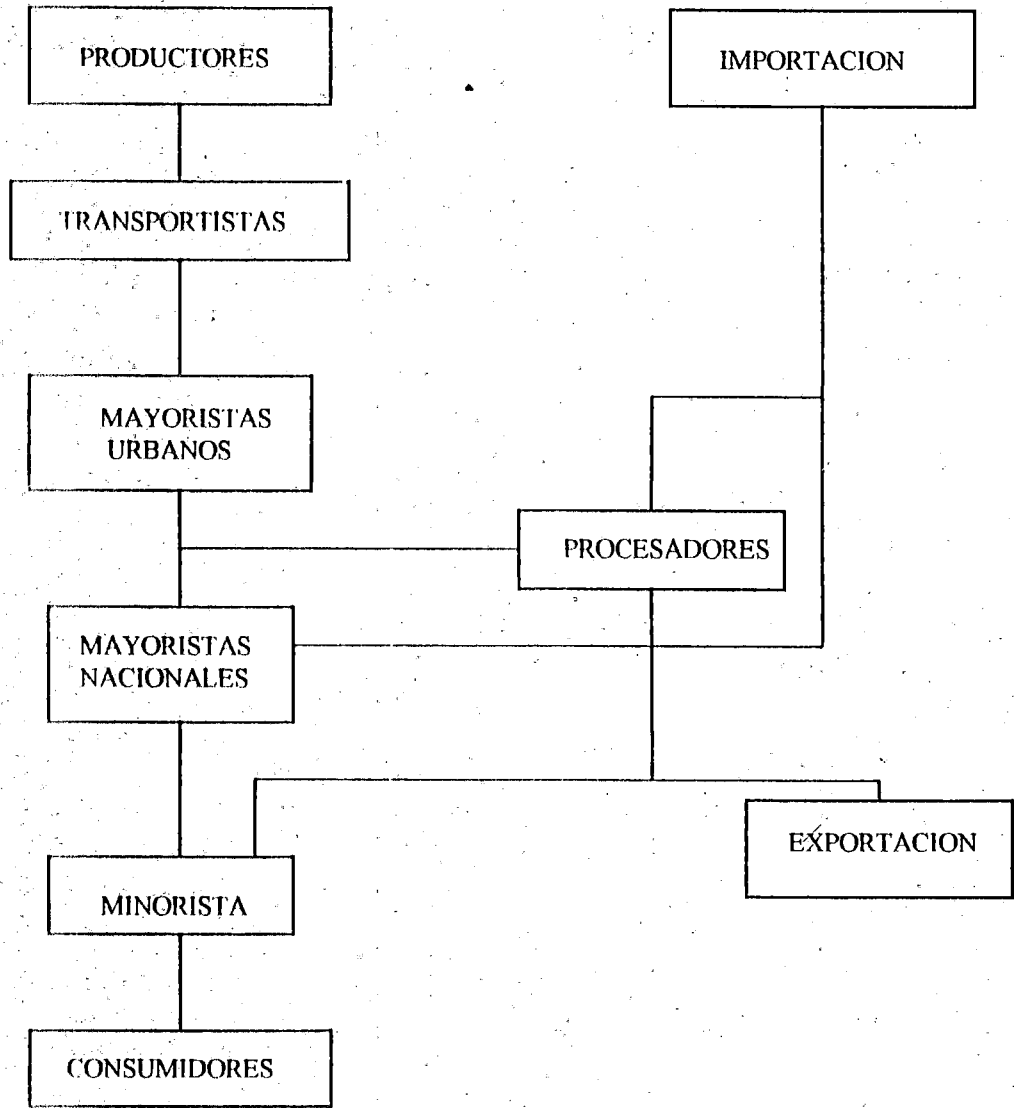 PRODUCTORES
IMPORTACION
TRANSPORTISTAS
MAYORISTAS
URBANOS
PROCESADORES
MAYORISTAS
NACIONALES
EXPORTACION
MINORISTA
CONSUMIDORES